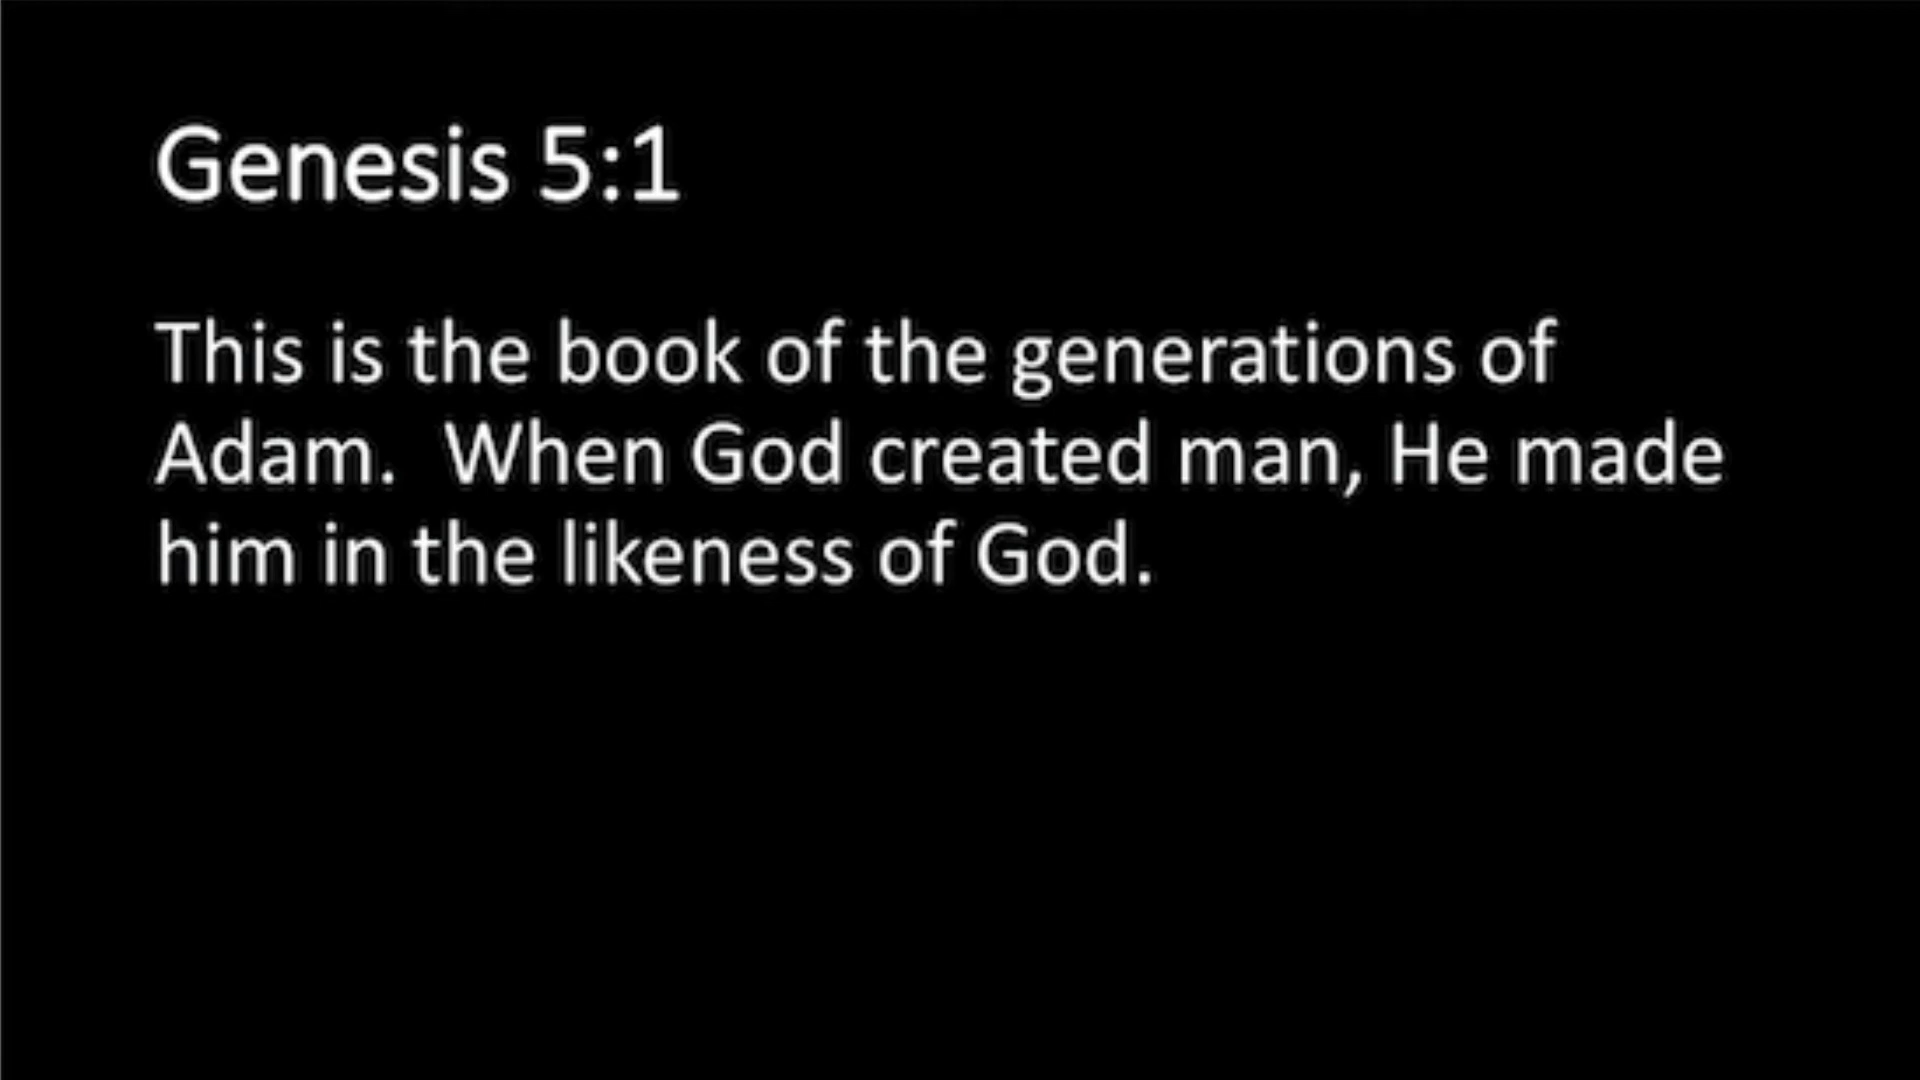 Genesis 5:1
This is the book of the generations of
Adam.  When God created man, He made
him in the likeness of God.